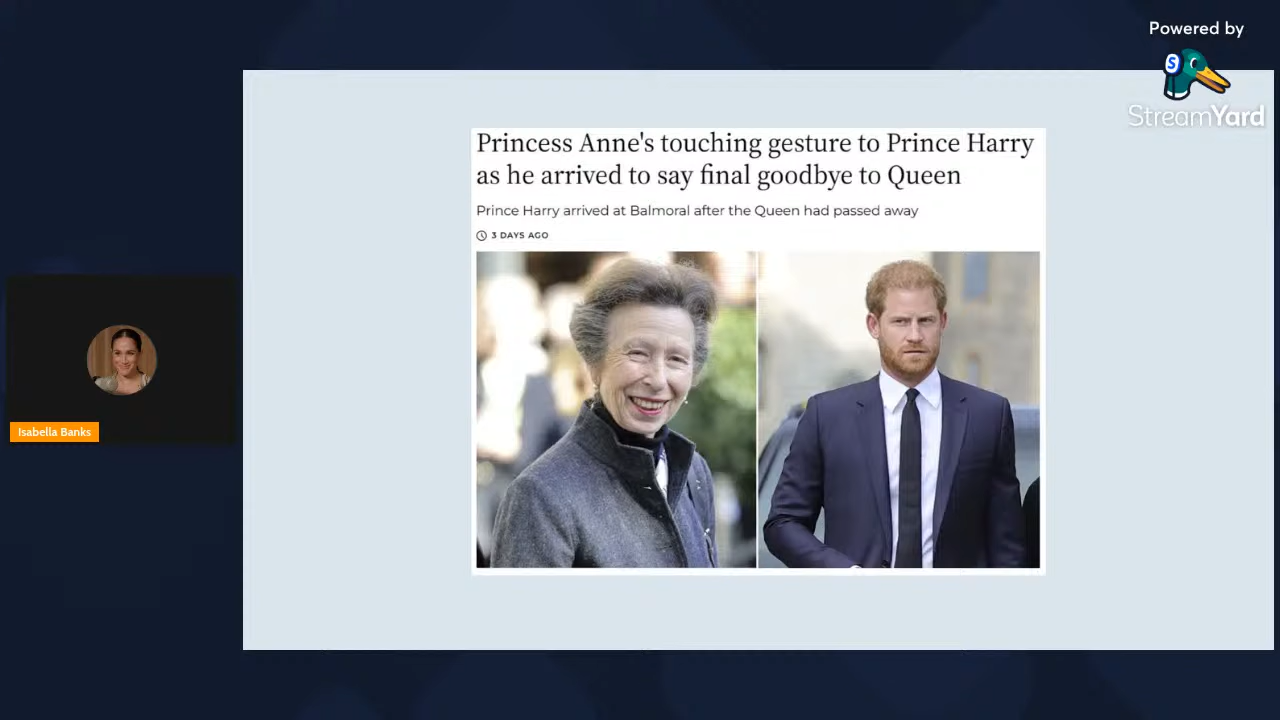 Powered by
StreamYard
Princess Anne's touching gesture to Prince Harry
as he arrived to say final goodbye to Queen
Prince Harry arrived at Balmoral after the Queen had passed away
3 DAYS AGO
Isabella Banks